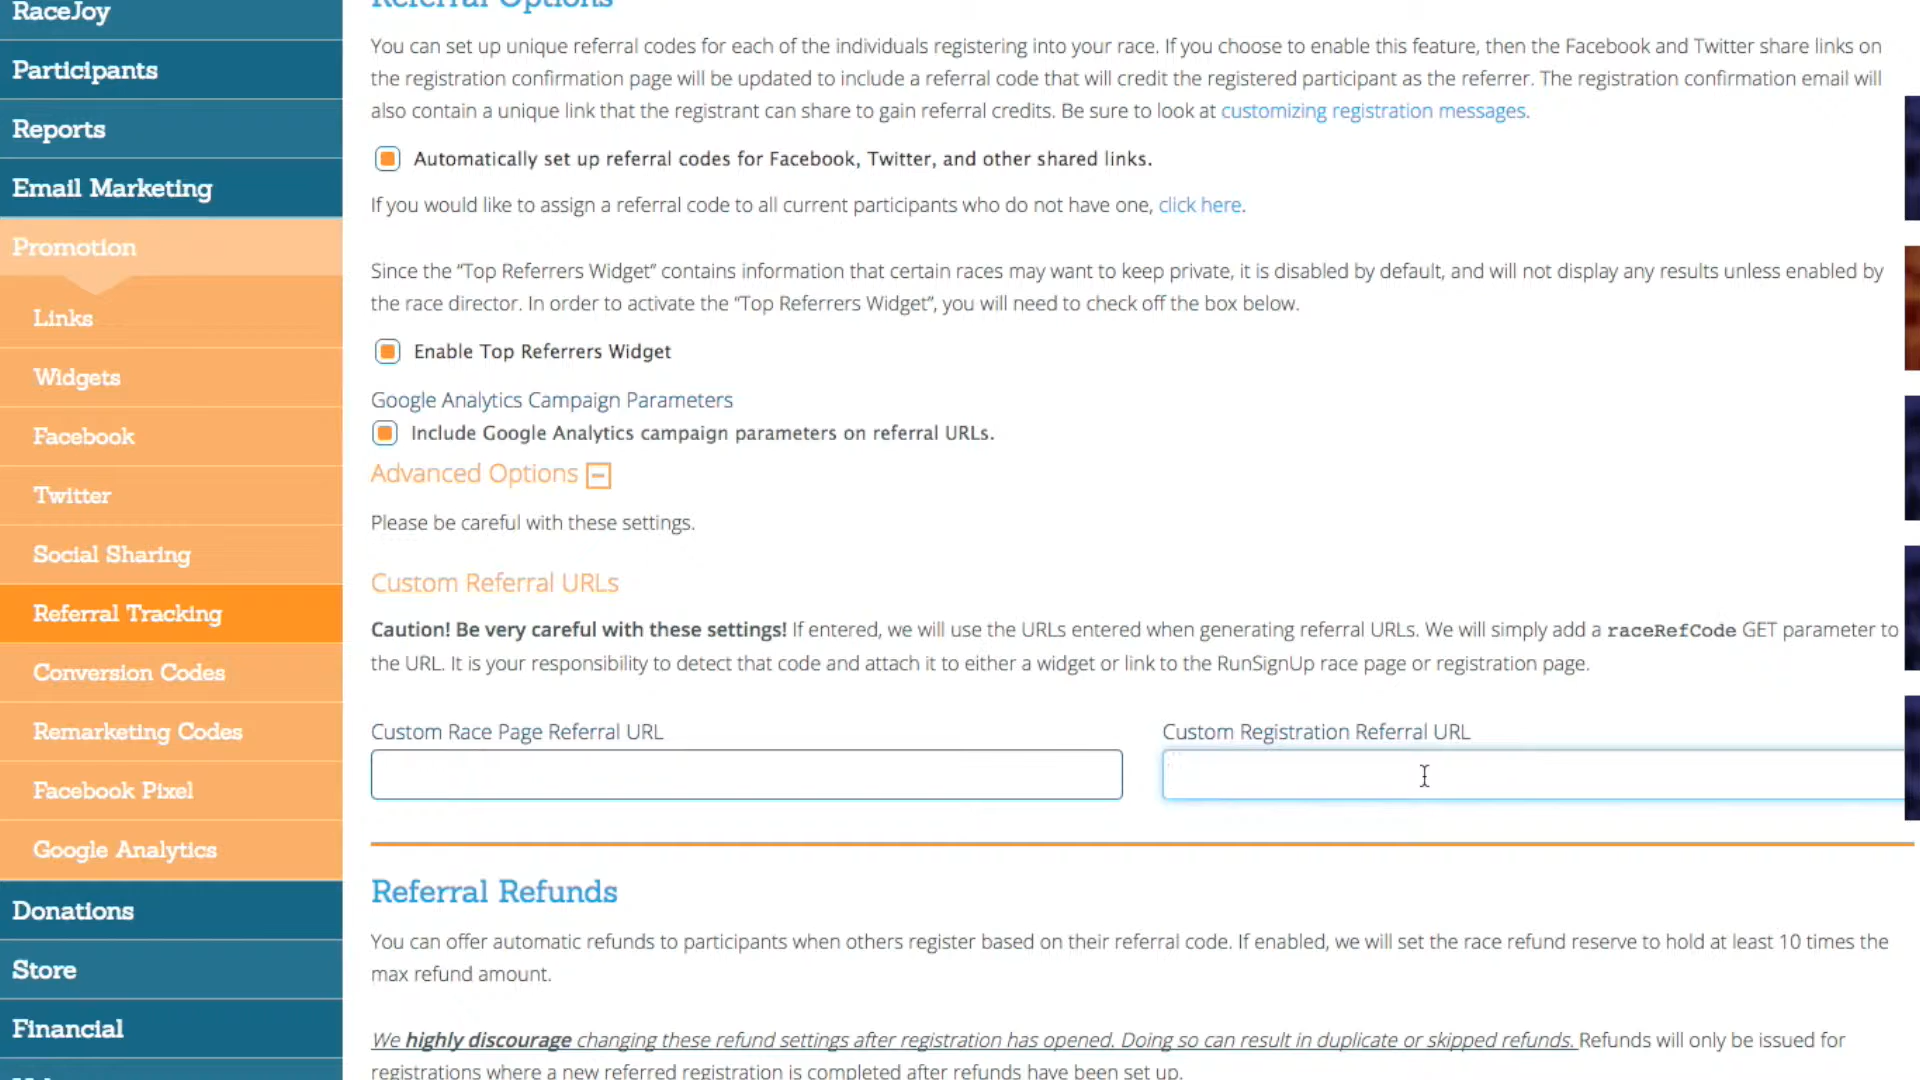 RaceJoy
Participants
Reports
Email Marketing
Promotion
Links
Widgets
Facebook
Twitter
Social Sharing
Referral Tracking
Conversion Codes
Remarketing Codes
Facebook Pixel
Google Analytics
Donations
Store
Financial
Referral Options
You can set up unique referral codes for each of the individuals registering into your race. If you choose to enable this feature, then the Facebook and Twitter share links on
the registration confirmation page will be updated to include a referral code that will credit the registered participant as the referrer. The registration confirmation email will
also contain a unique link that the registrant can share to gain referral credits. Be sure to look at customizing registration messages.
Automatically set up referral codes for Facebook, Twitter, and other shared links.
If you would like to assign a referral code to all current participants who do not have one, click here.
Since the “Top Referrers Widget” contains information that certain races may want to keep private, it is disabled by default, and will not display any results unless enabled by
the race director. In order to activate the “Top Referrers Widget”, you will need to check off the box below.
Enable Top Referrers Widget
Google Analytics Campaign Parameters
Include Google Analytics campaign parameters on referral URLs.
Advanced Options
Please be careful with these settings.
Custom Referral URLs
Caution! Be very careful with these settings! If entered, we will use the URLs entered when generating referral URLs. We will simply add a raceRefCode GET parameter to
the URL. It is your responsibility to detect that code and attach it to either a widget or link to the RunSignUp race page or registration page.
Custom Race Page Referral URL
Custom Registration Referral URL
Referral Refunds
You can offer automatic refunds to participants when others register based on their referral code. If enabled, we will set the race refund reserve to hold at least 10 times the
max refund amount.
We highly discourage changing these refund settings after registration has opened. Doing so can result in duplicate or skipped refunds. Refunds will only be issued for
registrations where a new referred registration is completed after refunds have been set up.